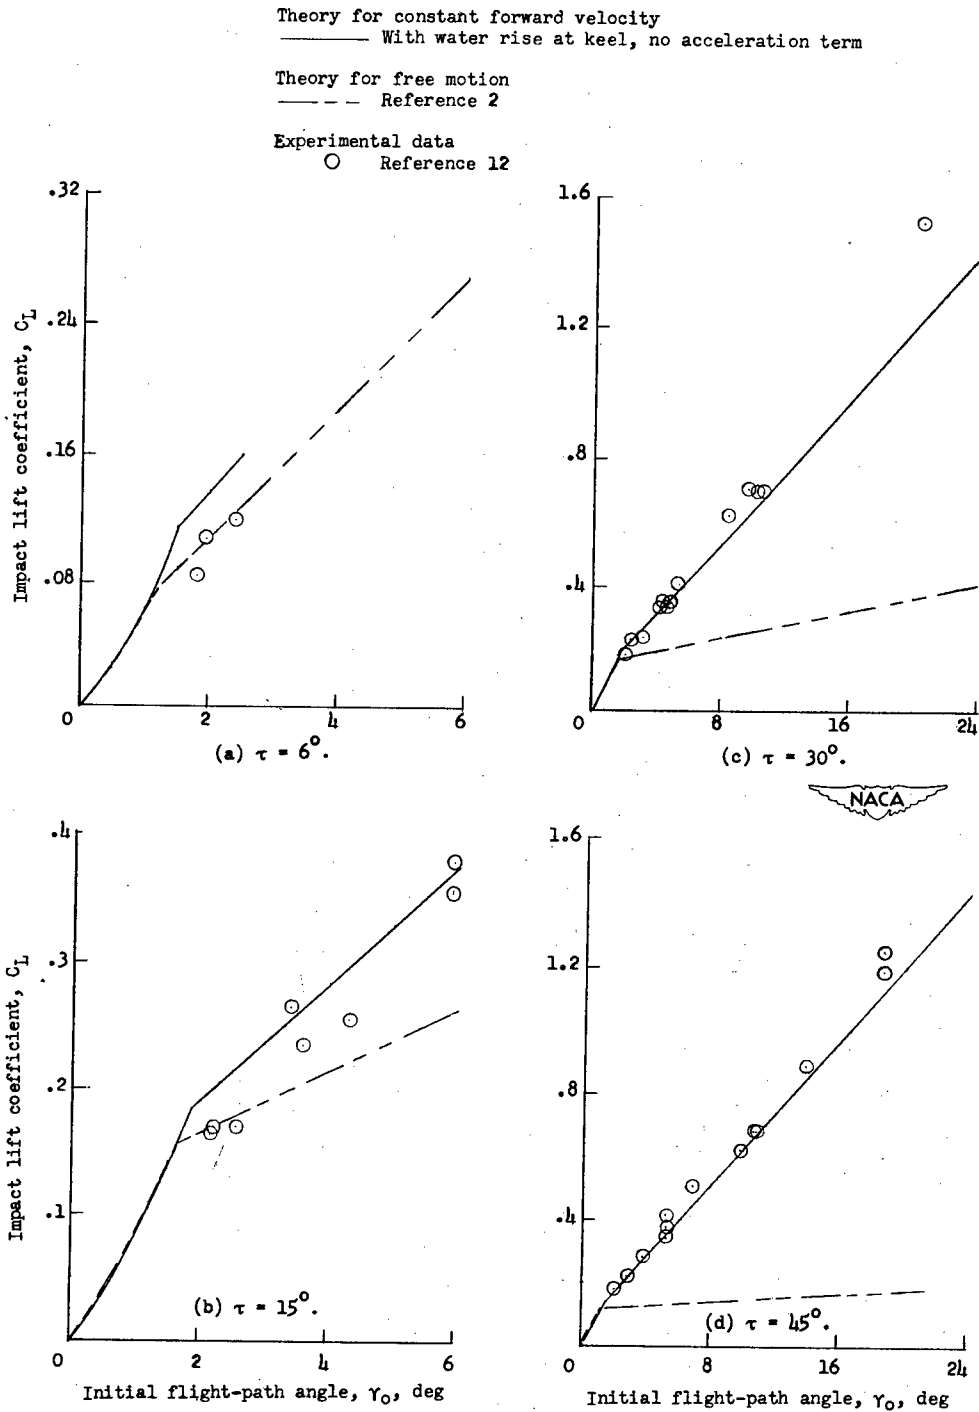 Theory for constant forward velocity
With water rise at keel, no acceleration term
Theory for free motion
Reference 2
Experimental data
Reference 12
.32
.24
.16
.08
0
2
4
6
Impact lift coefficient, CL
(a) τ = 6°.
1.6
1.2
.8
.4
0
8
16
24
(c) τ = 30°.
NACA
.4
.3
.2
.1
0
2
4
6
Impact lift coefficient, CL
(b) τ = 15°.
Initial flight-path angle, γo, deg
1.6
1.2
.8
.4
0
8
16
24
(d) τ = 45°.
Initial flight-path angle, γo, deg